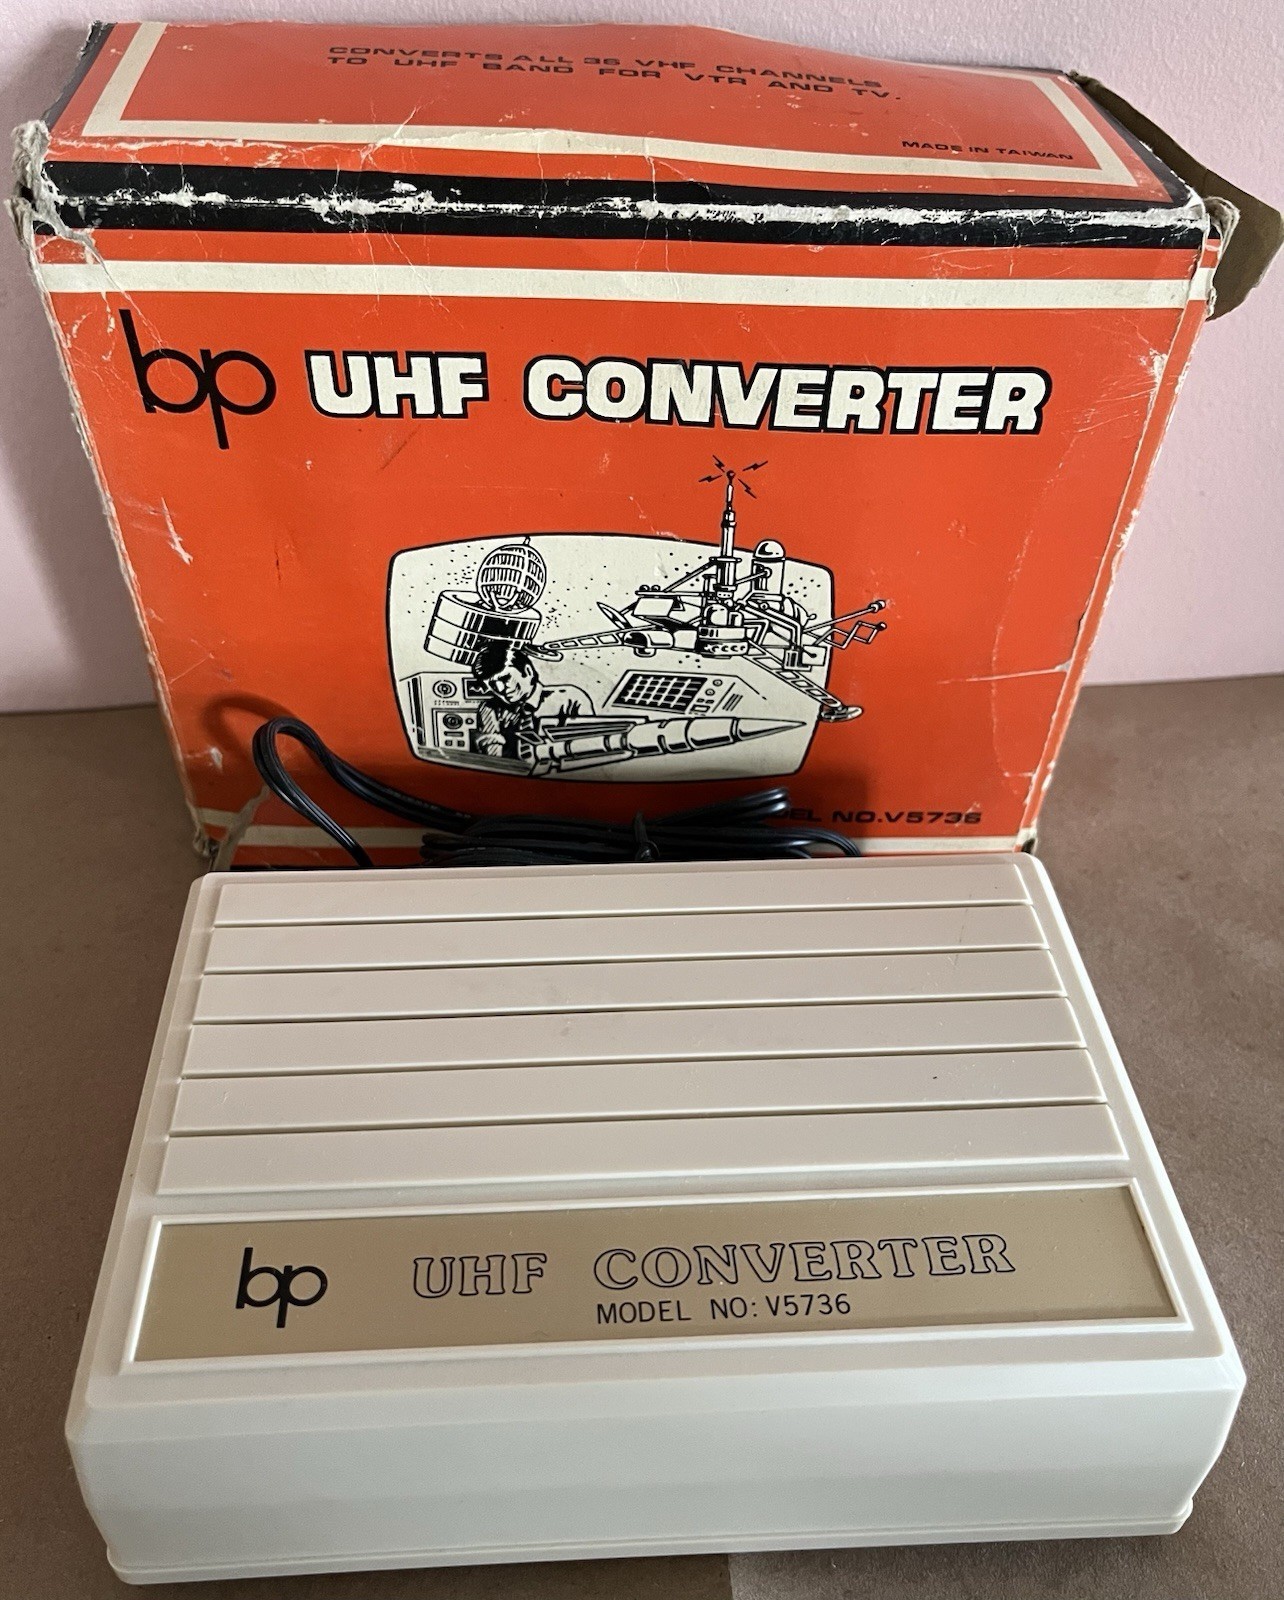 CONVERTS ALL 36 VHF CHANNELS
TO UHF BAND FOR VTR AND TV.
MADE IN TAIWAN
bp UHF CONVERTER
NO.V5736
bp UHF CONVERTER
MODEL NO: V5736